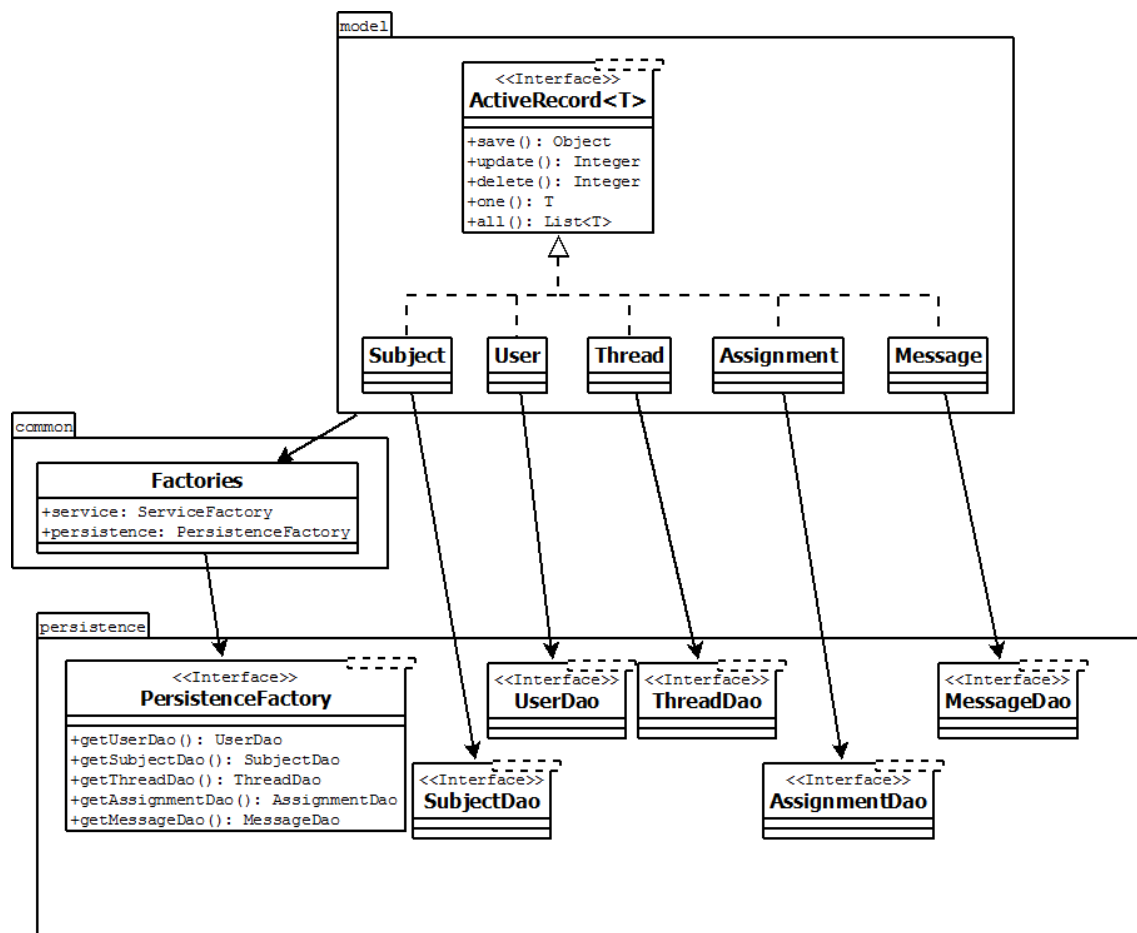 model
<<Interface>>
ActiveRecord<T>
+save(): Object
+update(): Integer
+delete(): Integer
+one(): T
+all(): List<T>
Subject
User
Thread
Assignment
Message
common
Factories
+service: ServiceFactory
+persistence: PersistenceFactory
persistence
<<Interface>>
PersistenceFactory
+getUserDao(): UserDao
+getSubjectDao(): SubjectDao
+getThreadDao(): ThreadDao
+getAssignmentDao(): AssignmentDao
+getMessageDao(): MessageDao
<<Interface>>
UserDao
<<Interface>>
ThreadDao
<<Interface>>
MessageDao
<<Interface>>
SubjectDao
<<Interface>>
AssignmentDao